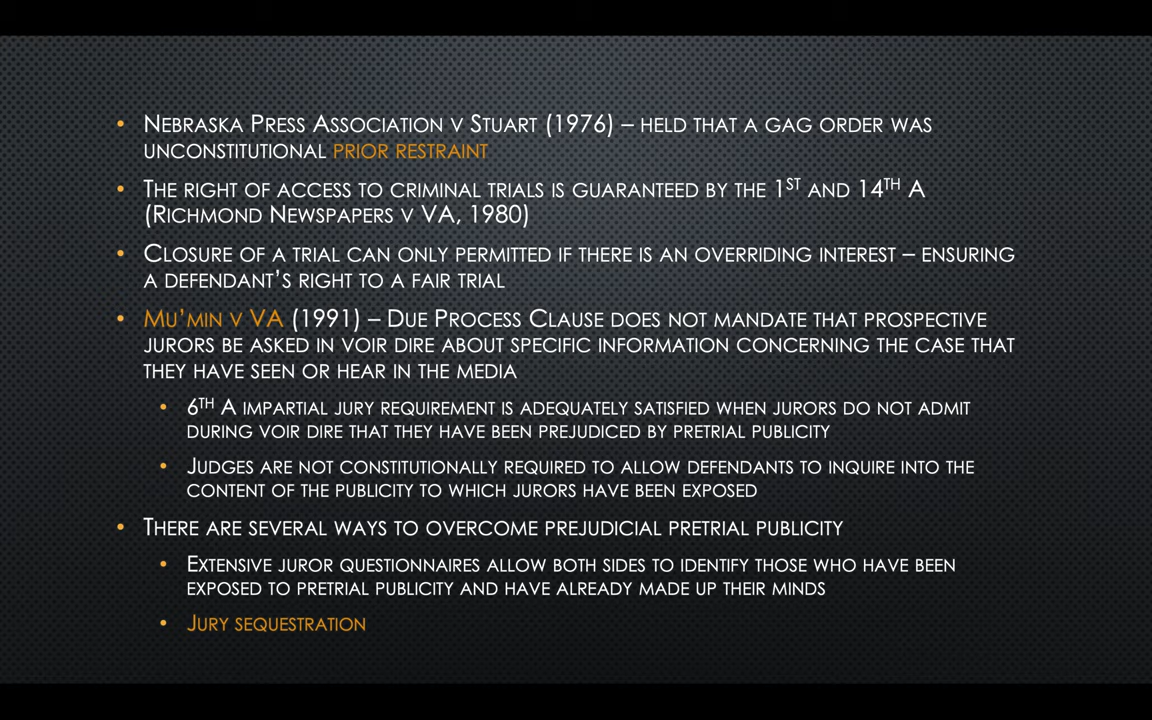 Nebraska Press Association v Stuart (1976) – held that a gag order was
unconstitutional prior restraint
The right of access to criminal trials is guaranteed by the 1st and 14th A
(Richmond Newspapers v VA, 1980)
Closure of a trial can only permitted if there is an overriding interest – ensuring
a defendant's right to a fair trial
Mu'min v VA (1991) – Due Process Clause does not mandate that prospective
jurors be asked in voir dire about specific information concerning the case that
they have seen or hear in the media
6th A impartial jury requirement is adequately satisfied when jurors do not admit
during voir dire that they have been prejudiced by pretrial publicity
Judges are not constitutionally required to allow defendants to inquire into the
content of the publicity to which jurors have been exposed
There are several ways to overcome prejudicial pretrial publicity
Extensive juror questionnaires allow both sides to identify those who have been
exposed to pretrial publicity and have already made up their minds
Jury sequestration